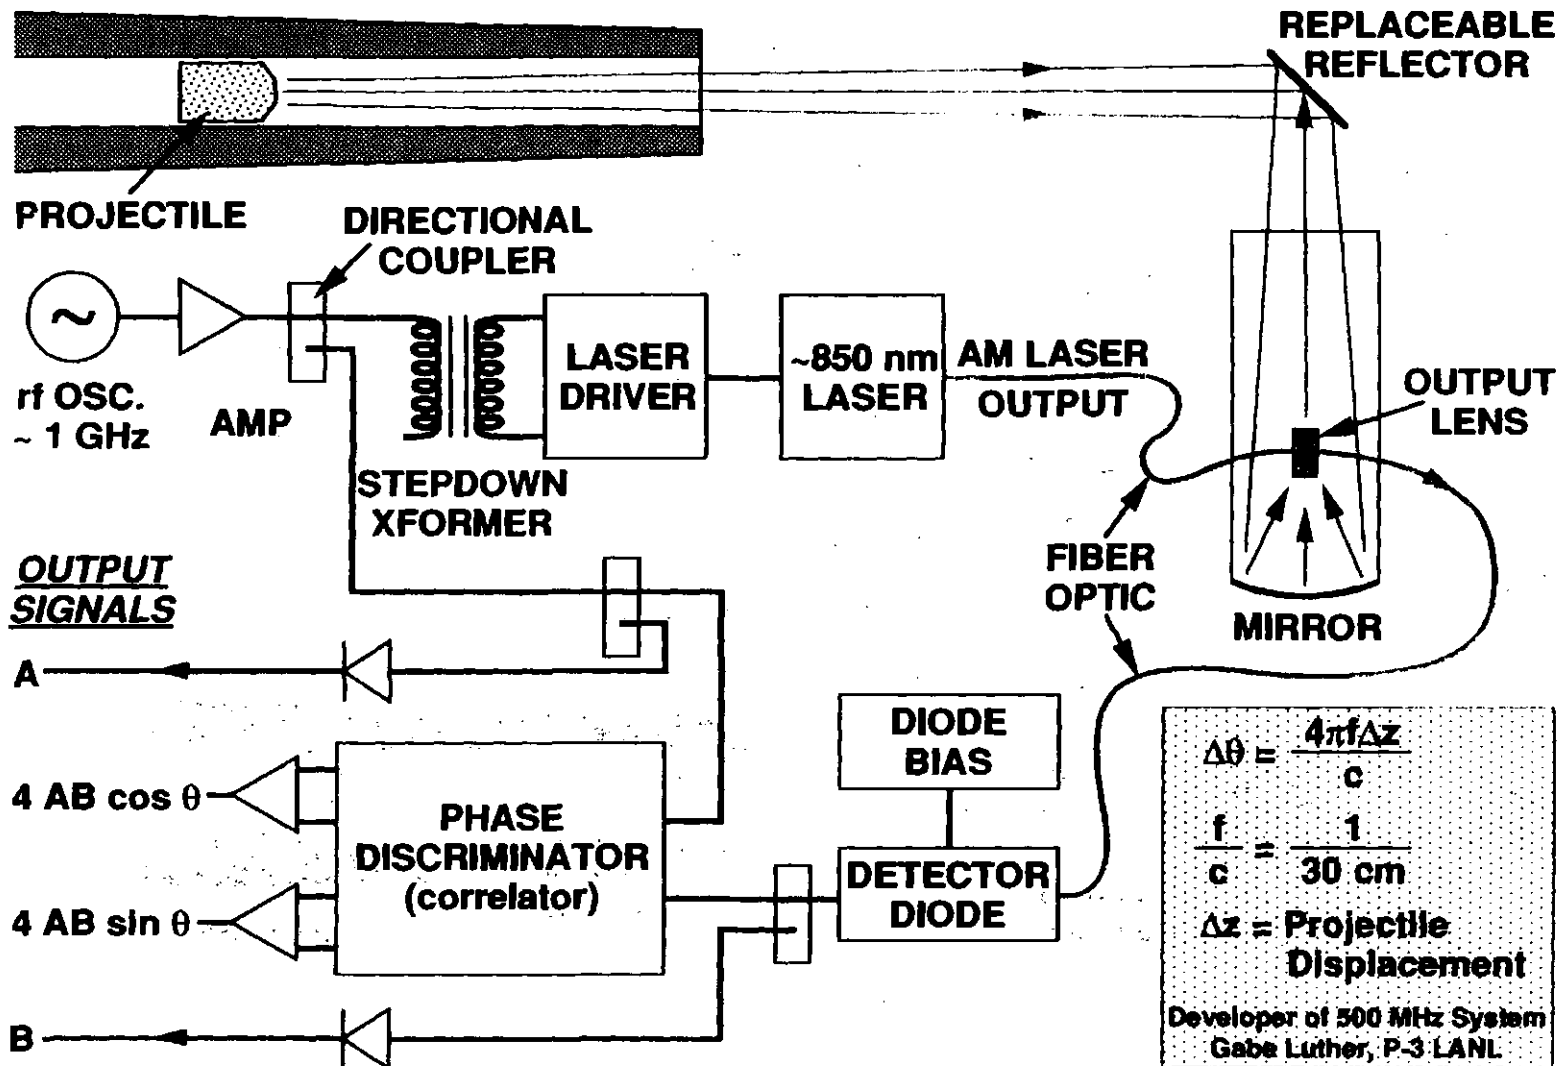 REPLACEABLE
REFLECTOR
PROJECTILE
DIRECTIONAL
COUPLER
~
rf OSC.
~ 1 GHz
AMP
STEPDOWN
XFORMER
LASER
DRIVER
~850 nm
LASER
AM LASER
OUTPUT
OUTPUT
LENS
FIBER
OPTIC
MIRROR
OUTPUT
SIGNALS
A
4 AB cos θ
4 AB sin θ
B
PHASE
DISCRIMINATOR
(correlator)
DIODE
BIAS
DETECTOR
DIODE
Δθ = 4πfΔz / c
f / c = 1 / 30 cm
Δz = Projectile
Displacement
Developer of 500 MHz System
Gabe Luther, P-3 LANL